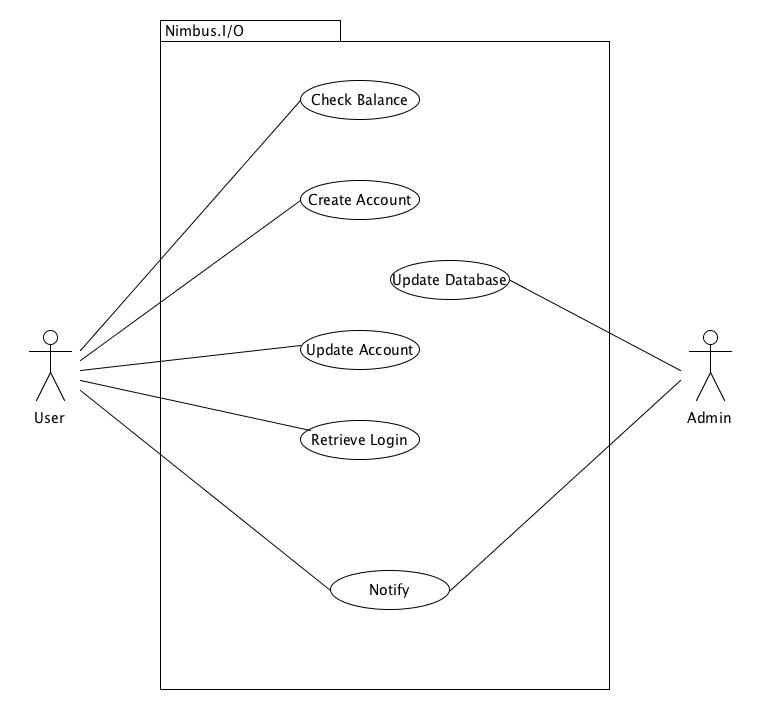 Nimbus.I/O
Check Balance
Create Account
Update Database
Update Account
User
Admin
Retrieve Login
Notify